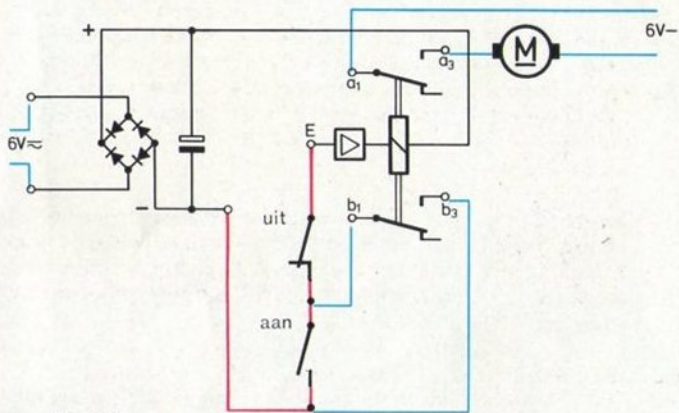 +
6V–
a₁
a₃
M
6V≂
E
–
uit
b₁
b₃
aan